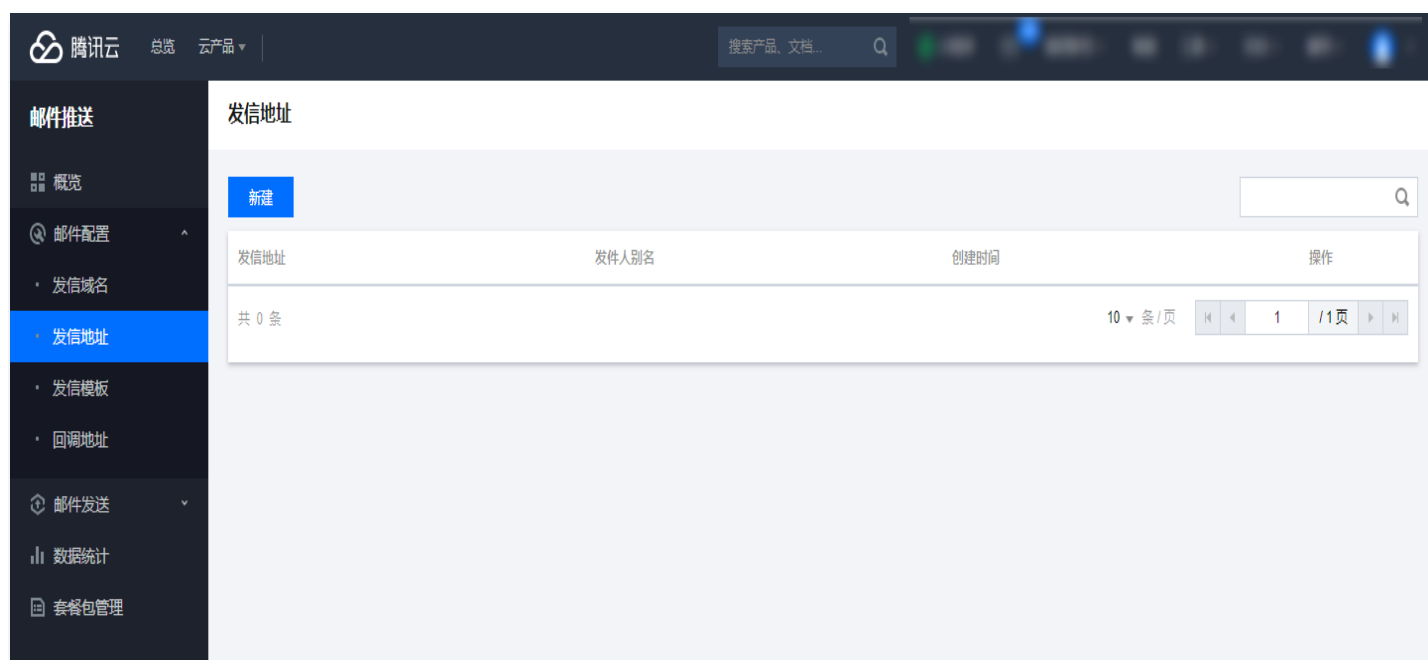 腾讯云 总览 云产品 搜索产品、文档...
邮件推送
发信地址
概览
新建
邮件配置
发信地址 发件人别名 创建时间 操作
发信域名
共 0 条 10 条/页 1 /1页
发信地址
发信模板
回调地址
邮件发送
数据统计
套餐包管理